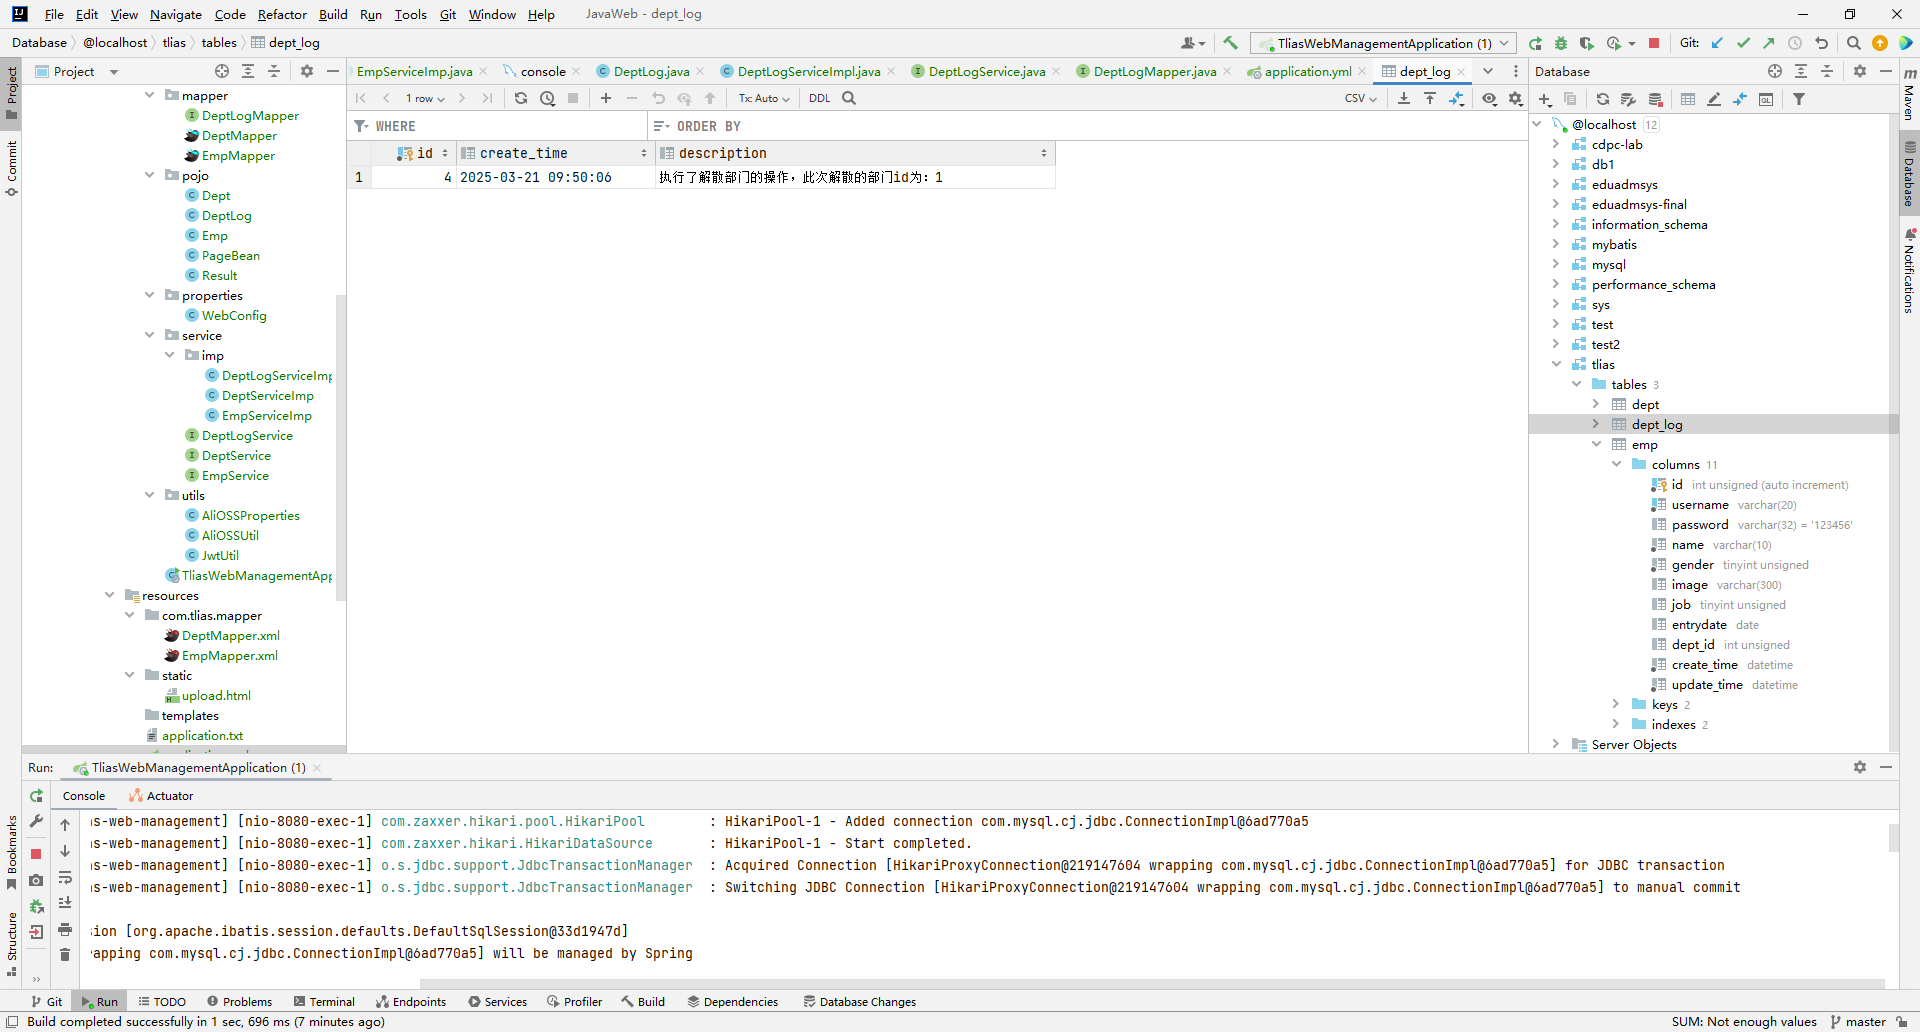 File Edit View Navigate Code Refactor Build Run Tools Git Window Help JavaWeb - dept_log
Database @localhost tlias tables dept_log
TliasWebManagementApplication (1)
Git:
Project
EmpServiceImp.java console DeptLog.java DeptLogServiceImpl.java DeptLogService.java DeptLogMapper.java application.yml dept_log
Database
1 row Tx: Auto DDL CSV
WHERE ORDER BY
id create_time description
1 4 2025-03-21 09:50:06 执行了解散部门的操作，此次解散的部门id为：1
Project
Commit
Bookmarks
Structure
mapper
DeptLogMapper
DeptMapper
EmpMapper
pojo
Dept
DeptLog
Emp
PageBean
Result
properties
WebConfig
service
imp
DeptLogServiceImp
DeptServiceImp
EmpServiceImp
DeptLogService
DeptService
EmpService
utils
AliOSSProperties
AliOSSUtil
JwtUtil
TliasWebManagementApp
resources
com.tlias.mapper
DeptMapper.xml
EmpMapper.xml
static
upload.html
templates
application.txt
@localhost 12
cdpc-lab
db1
eduadmsys
eduadmsys-final
information_schema
mybatis
mysql
performance_schema
sys
test
test2
tlias
tables 3
dept
dept_log
emp
columns 11
id int unsigned (auto increment)
username varchar(20)
password varchar(32) = '123456'
name varchar(10)
gender tinyint unsigned
image varchar(300)
job tinyint unsigned
entrydate date
dept_id int unsigned
create_time datetime
update_time datetime
keys 2
indexes 2
Server Objects
Maven
Database
Notifications
Run: TliasWebManagementApplication (1)
Console Actuator
s-web-management] [nio-8080-exec-1] com.zaxxer.hikari.pool.HikariPool : HikariPool-1 - Added connection com.mysql.cj.jdbc.ConnectionImpl@6ad770a5
s-web-management] [nio-8080-exec-1] com.zaxxer.hikari.HikariDataSource : HikariPool-1 - Start completed.
s-web-management] [nio-8080-exec-1] o.s.jdbc.support.JdbcTransactionManager : Acquired Connection [HikariProxyConnection@219147604 wrapping com.mysql.cj.jdbc.ConnectionImpl@6ad770a5] for JDBC transaction
s-web-management] [nio-8080-exec-1] o.s.jdbc.support.JdbcTransactionManager : Switching JDBC Connection [HikariProxyConnection@219147604 wrapping com.mysql.cj.jdbc.ConnectionImpl@6ad770a5] to manual commit
sion [org.apache.ibatis.session.defaults.DefaultSqlSession@33d1947d]
apping com.mysql.cj.jdbc.ConnectionImpl@6ad770a5] will be managed by Spring
Git Run TODO Problems Terminal Endpoints Services Profiler Build Dependencies Database Changes
Build completed successfully in 1 sec, 696 ms (7 minutes ago) SUM: Not enough values master